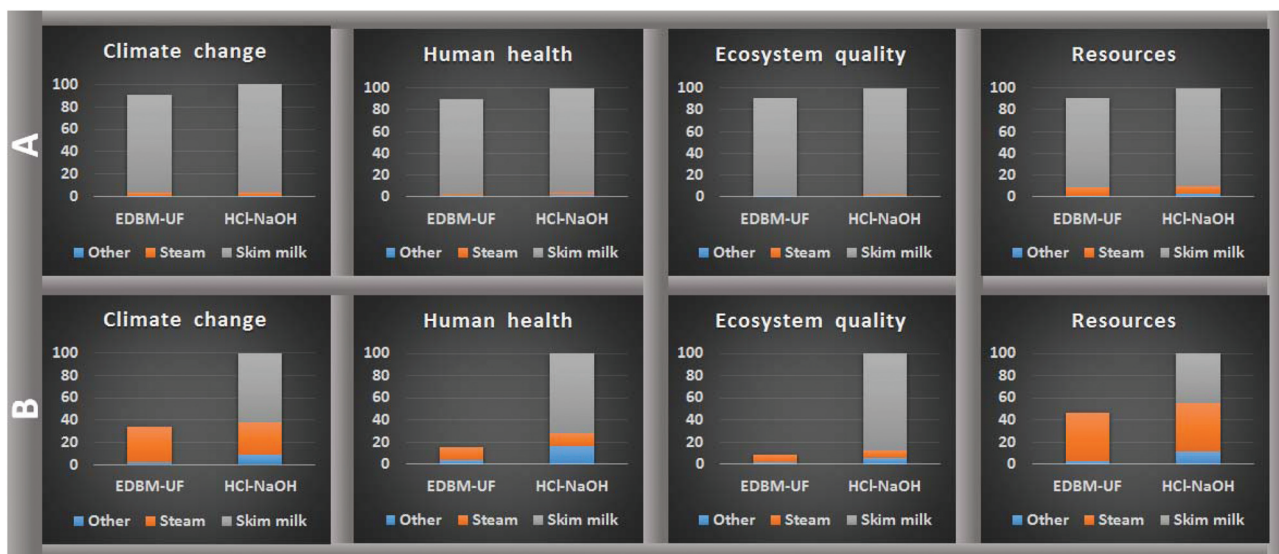 A
Climate change
100
80
60
40
20
0
EDBM-UF HCl-NaOH
Other Steam Skim milk
Human health
100
80
60
40
20
0
EDBM-UF HCl-NaOH
Other Steam Skim milk
Ecosystem quality
100
80
60
40
20
0
EDBM-UF HCl-NaOH
Other Steam Skim milk
Resources
100
80
60
40
20
0
EDBM-UF HCl-NaOH
Other Steam Skim milk
B
Climate change
100
80
60
40
20
0
EDBM-UF HCl-NaOH
Other Steam Skim milk
Human health
100
80
60
40
20
0
EDBM-UF HCl-NaOH
Other Steam Skim milk
Ecosystem quality
100
80
60
40
20
0
EDBM-UF HCl-NaOH
Other Steam Skim milk
Resources
100
80
60
40
20
0
EDBM-UF HCl-NaOH
Other Steam Skim milk